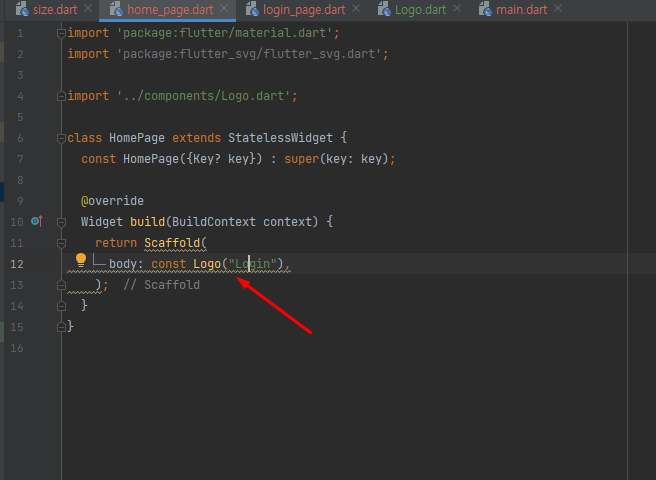 size.dart home_page.dart login_page.dart Logo.dart main.dart
1 import 'package:flutter/material.dart';
2 import 'package:flutter_svg/flutter_svg.dart';
3
4 import '../components/Logo.dart';
5
6 class HomePage extends StatelessWidget {
7 const HomePage({Key? key}) : super(key: key);
8
9 @override
10 Widget build(BuildContext context) {
11 return Scaffold(
12 body: const Logo("Login"),
13 ); // Scaffold
14 }
15 }
16